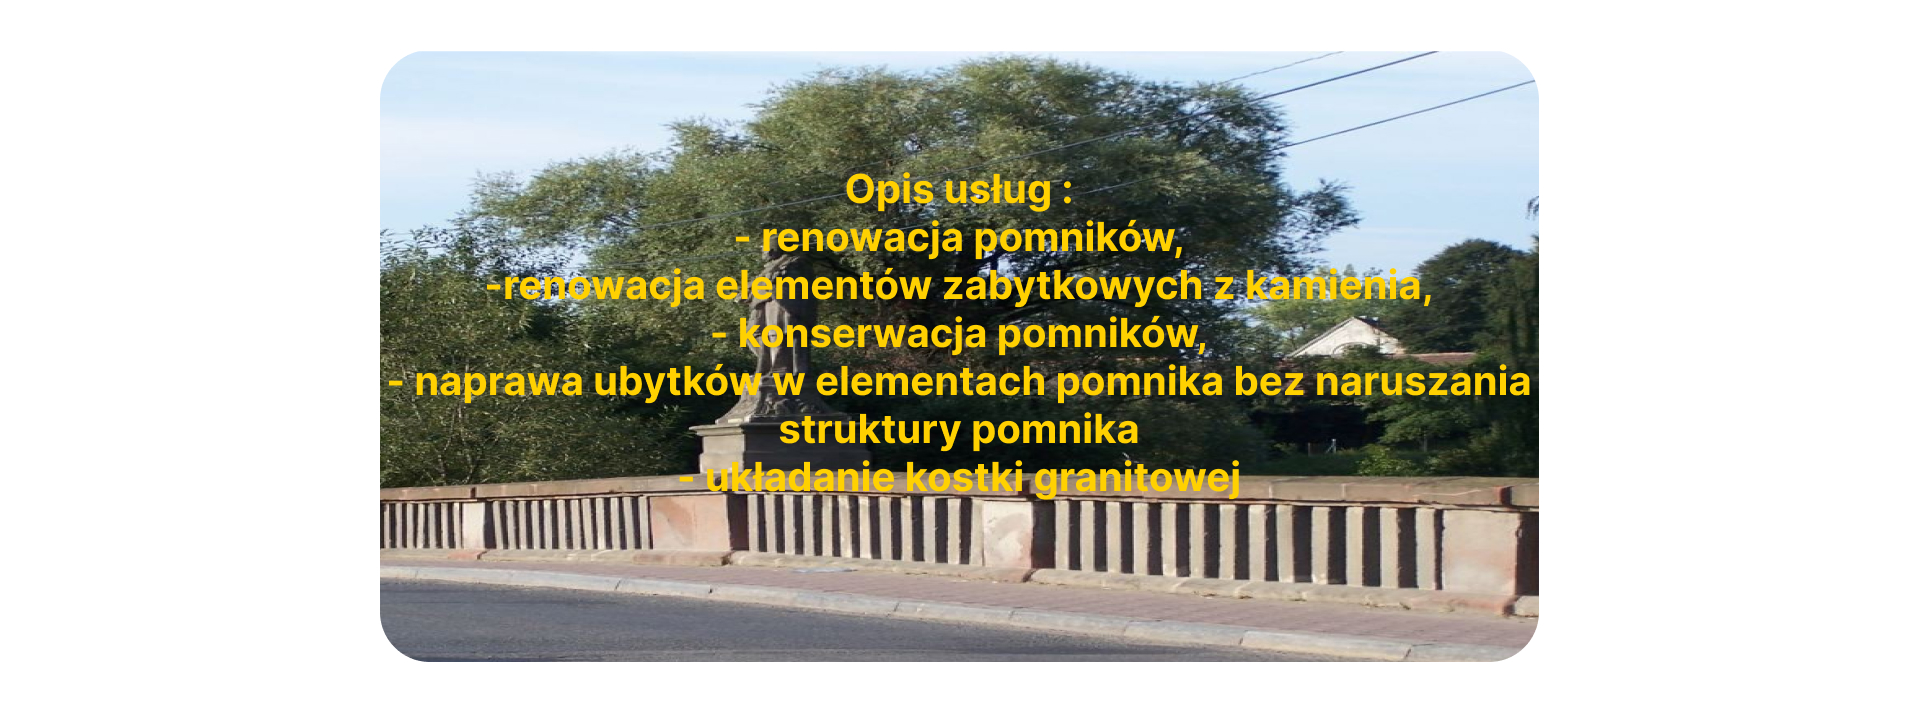 Opis usług :
- renowacja pomników,
-renowacja elementów zabytkowych z kamienia,
- konserwacja pomników,
- naprawa ubytków w elementach pomnika bez naruszania
struktury pomnika
- układanie kostki granitowej